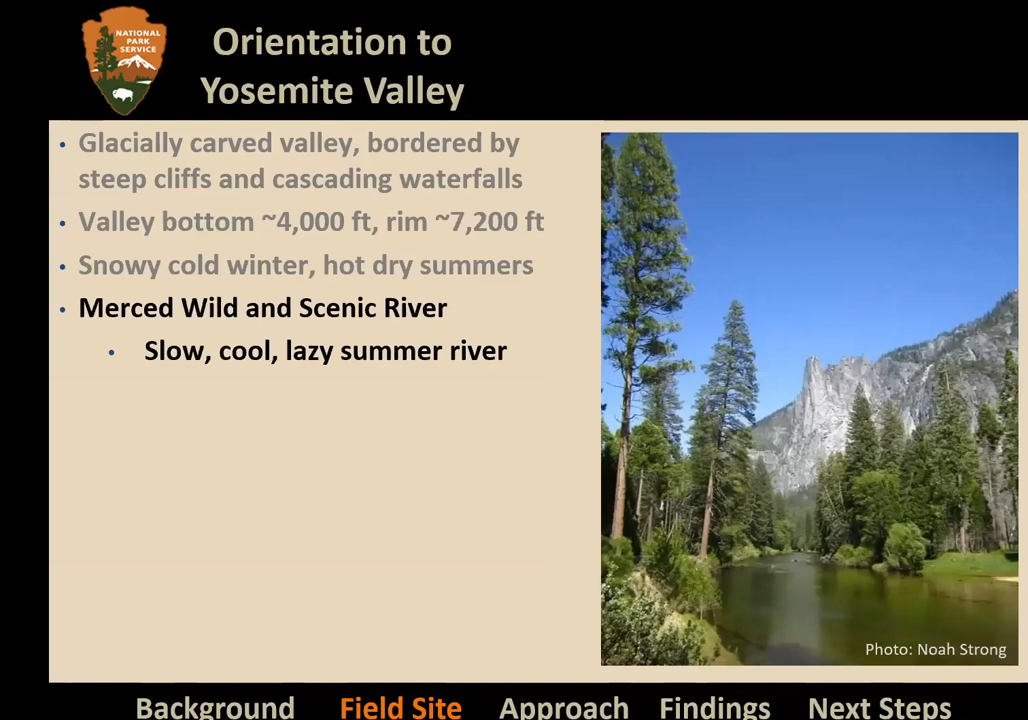 NATIONAL
PARK
SERVICE
Orientation to
Yosemite Valley
• Glacially carved valley, bordered by
steep cliffs and cascading waterfalls
• Valley bottom ~4,000 ft, rim ~7,200 ft
• Snowy cold winter, hot dry summers
• Merced Wild and Scenic River
• Slow, cool, lazy summer river
Photo: Noah Strong
Background Field Site Approach Findings Next Steps